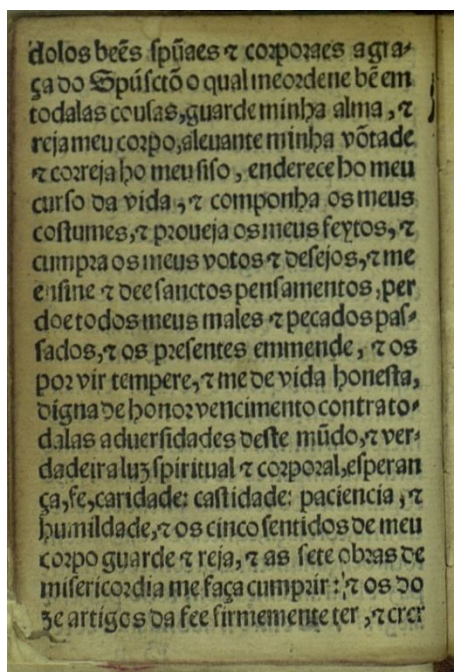 dolos beẽs spũaes ⁊ corporaes a gra-
ça do Spũsctõ o qual me ordene bẽ em
todalas cousas, guarde minha alma, ⁊
reja meu corpo, aleuante minha võtade
⁊ correja ho meu siso, enderece ho meu
curso da vida, ⁊ componha os meus
costumes, ⁊ proueja os meus feytos, ⁊
cumpra os meus votos ⁊ desejos, ⁊ me
ensine ⁊ dee sanctos pensamentos, per
doe todos meus males ⁊ pecados pas-
sados, ⁊ os presentes emmende, ⁊ os
por vir tempere, ⁊ me de vida honesta,
digna de honor vencimento contra to-
dalas aduersidades deste mũdo, ⁊ ver-
dadeira luz spiritual ⁊ corporal, esperan
ça, fe, caridade: castidade: paciencia, ⁊
humildade, ⁊ os cinco sentidos de meu
corpo guarde ⁊ reja, ⁊ as sete obras de
misericordia me faça cumprir: ⁊ os do
ze artigos da fee firmemente ter, ⁊ crer